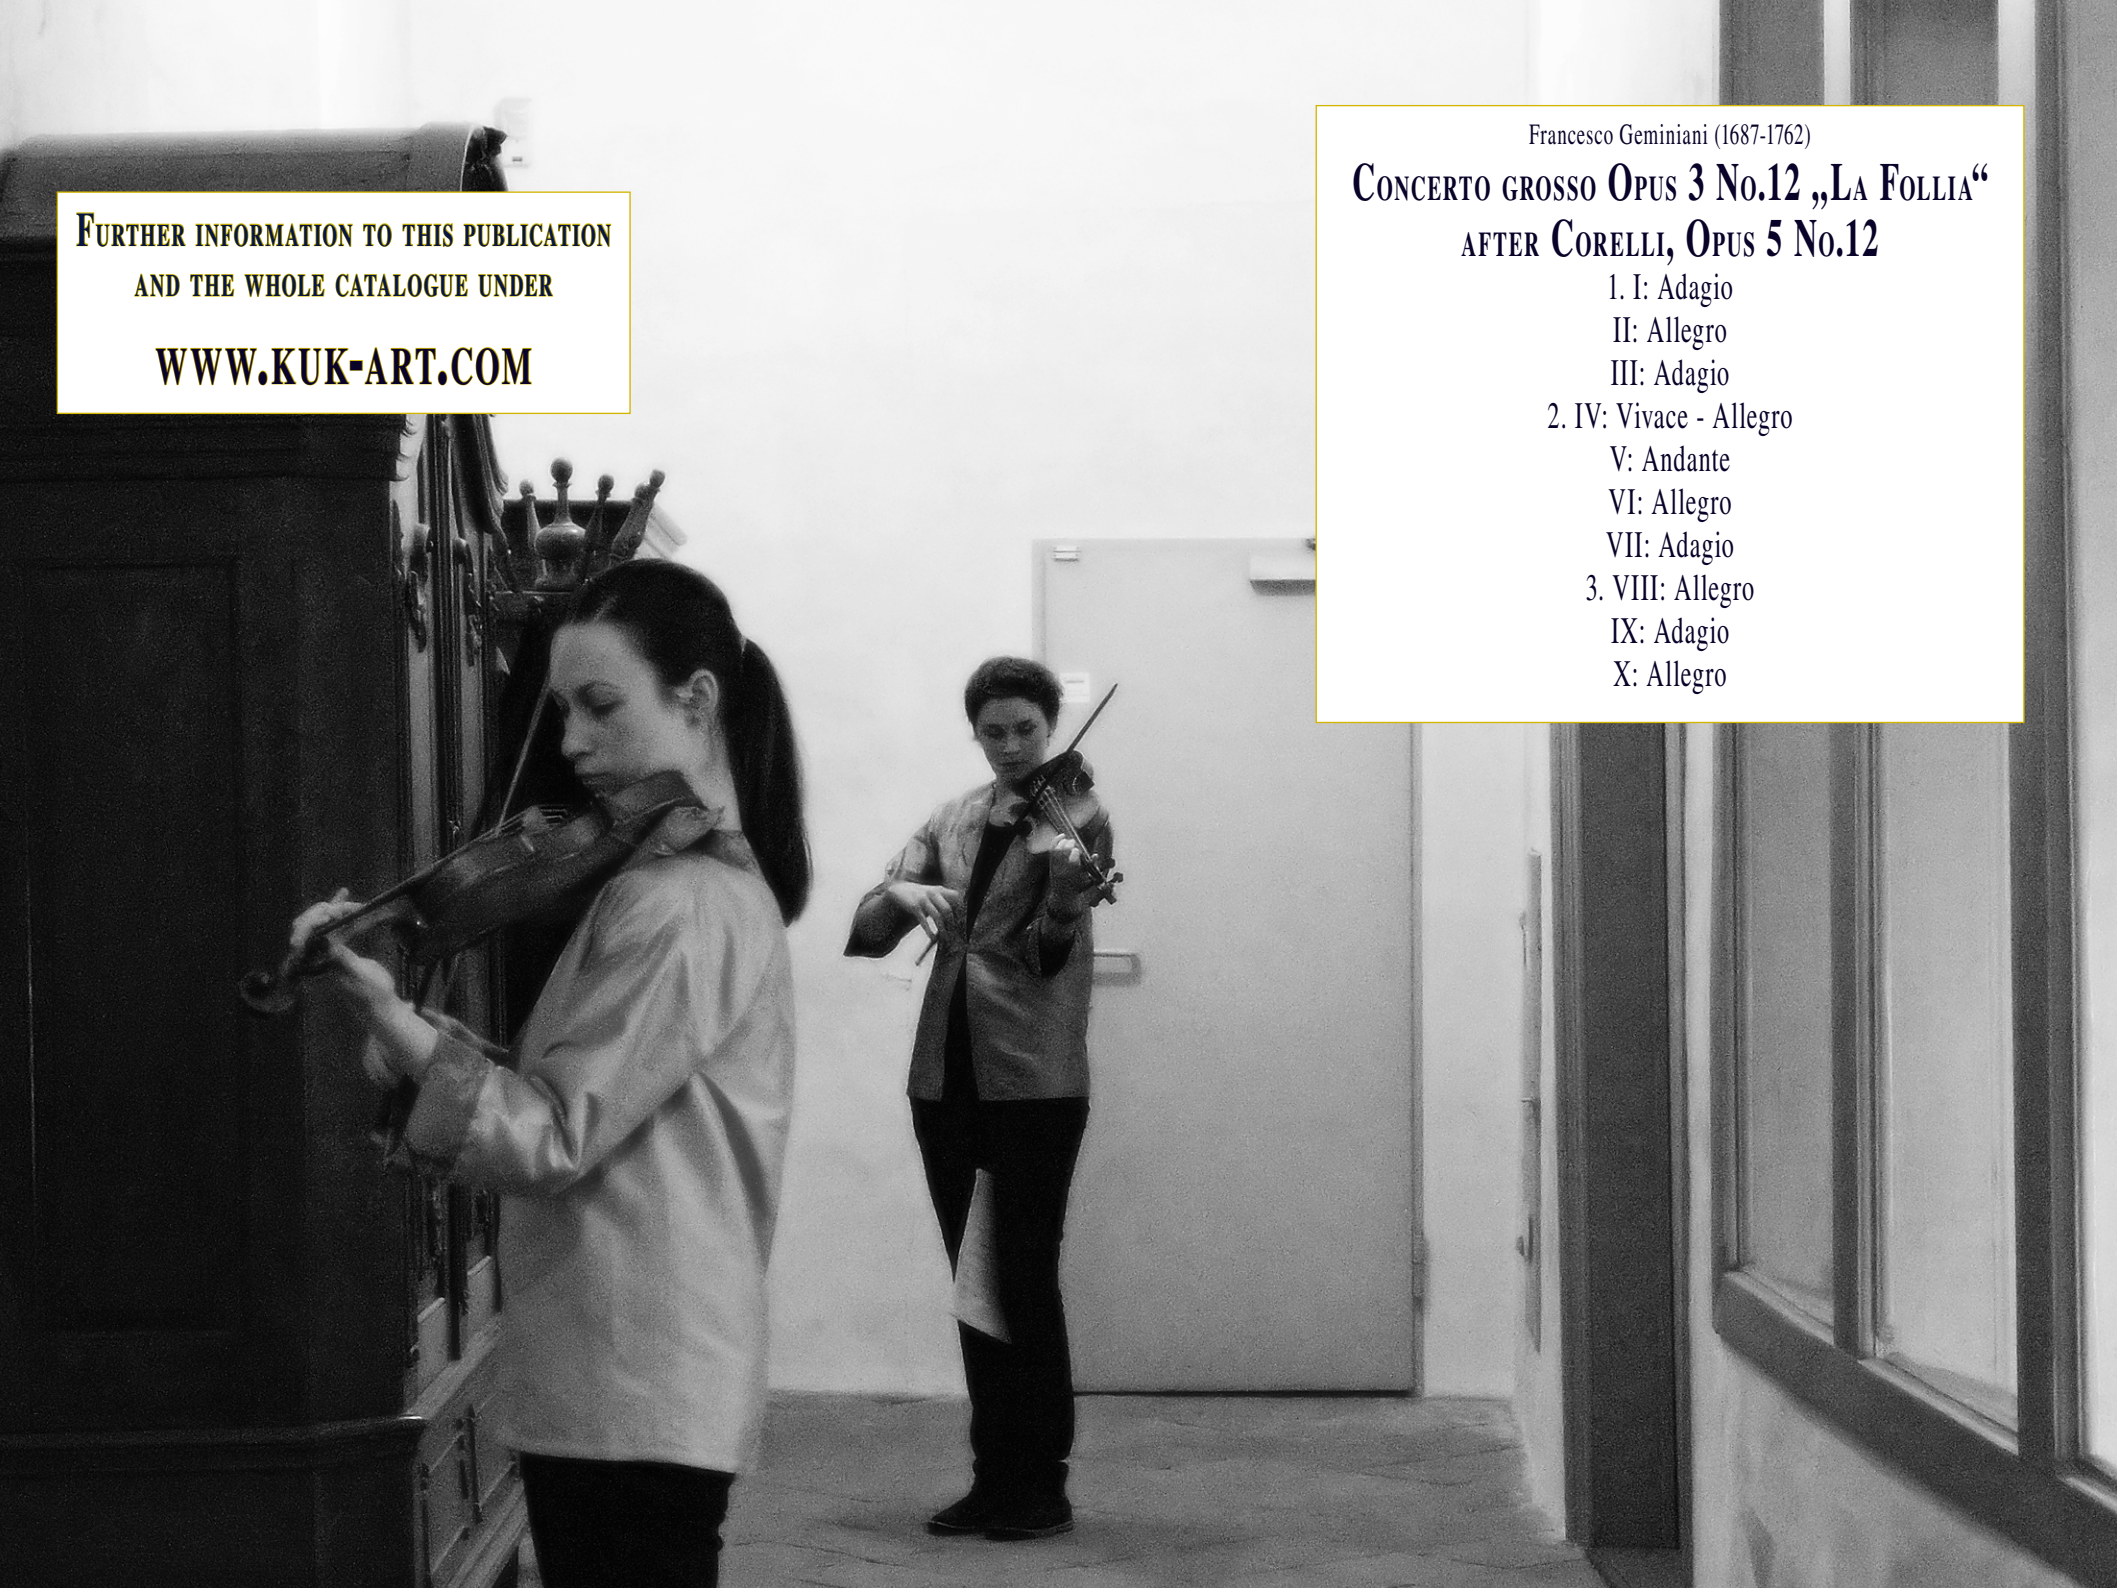 Further information to this publication
and the whole catalogue under
www.kuk-art.com
Francesco Geminiani (1687-1762)
Concerto grosso Opus 3 No.12 „La Follia“
after Corelli, Opus 5 No.12
1. I: Adagio
II: Allegro
III: Adagio
2. IV: Vivace - Allegro
V: Andante
VI: Allegro
VII: Adagio
3. VIII: Allegro
IX: Adagio
X: Allegro